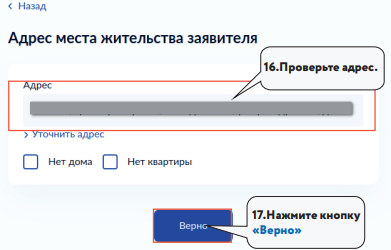 ‹ Назад
Адрес места жительства заявителя
16.Проверьте адрес.
Адрес
› Уточнить адрес
Нет дома Нет квартиры
Верно
17.Нажмите кнопку
«Верно»